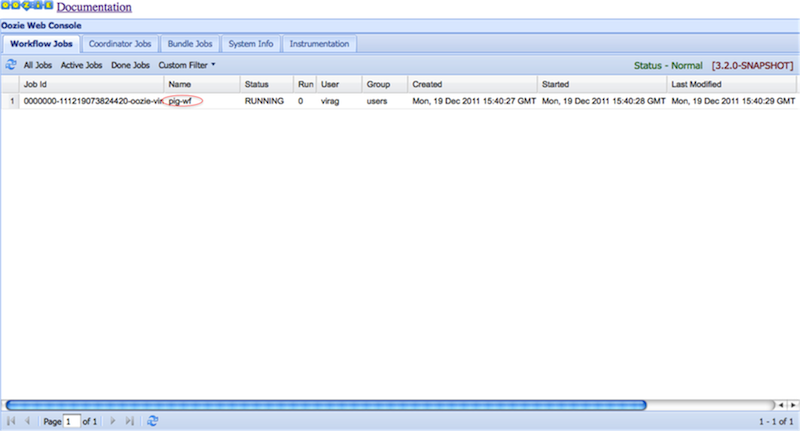 OOZIE Documentation
Oozie Web Console
Workflow Jobs Coordinator Jobs Bundle Jobs System Info Instrumentation
All Jobs Active Jobs Done Jobs Custom Filter Status - Normal [3.2.0-SNAPSHOT]
Job Id Name Status Run User Group Created Started Last Modified
1 0000000-111219073824420-oozie-vir pig-wf RUNNING 0 virag users Mon, 19 Dec 2011 15:40:27 GMT Mon, 19 Dec 2011 15:40:28 GMT Mon, 19 Dec 2011 15:40:29 GMT
Page 1 of 1 1 - 1 of 1